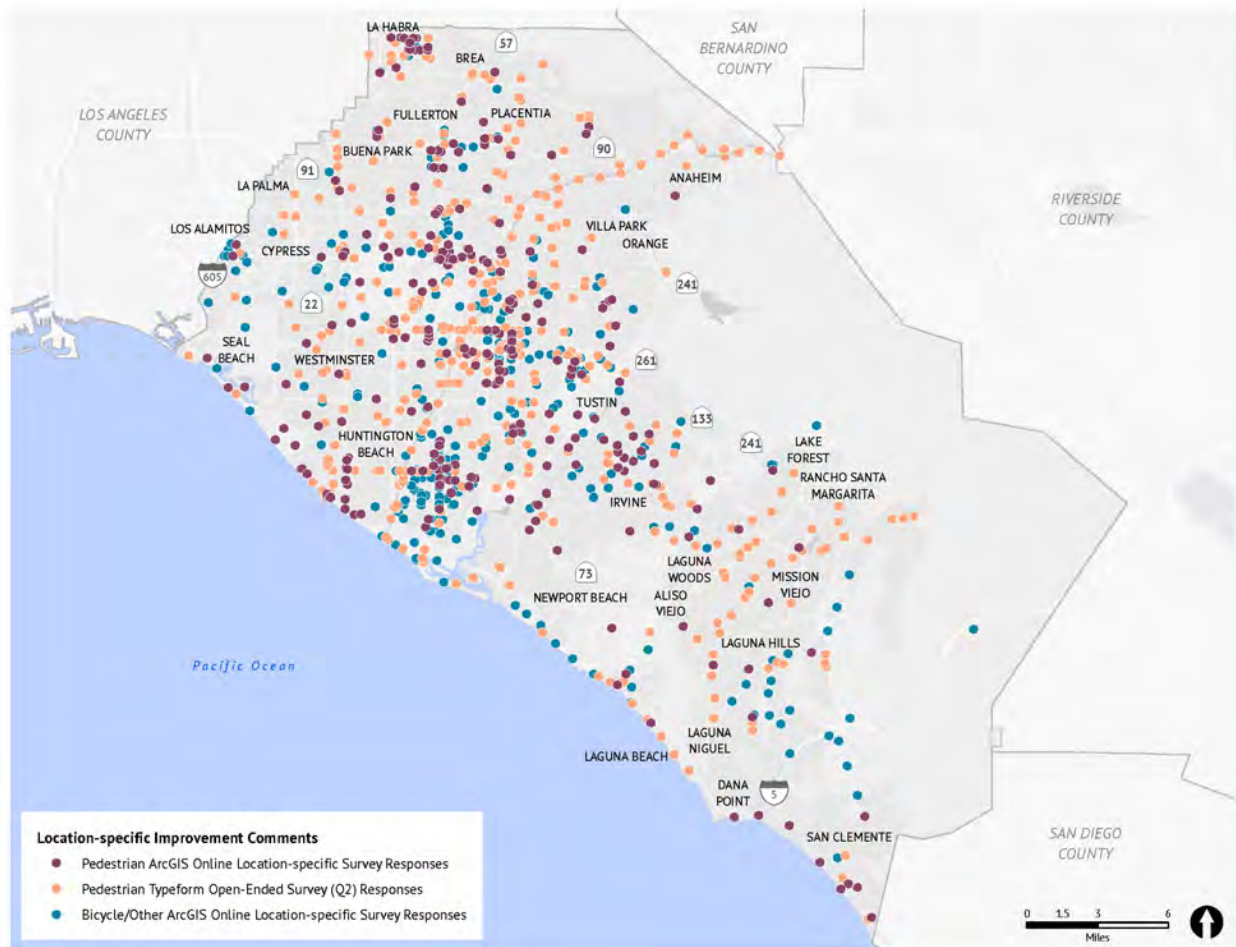 LA HABRA
57
SAN
BERNARDINO
COUNTY
BREA
LOS ANGELES
COUNTY
FULLERTON
PLACENTIA
BUENA PARK
90
91
ANAHEIM
LA PALMA
RIVERSIDE
COUNTY
LOS ALAMITOS
VILLA PARK
CYPRESS
ORANGE
605
241
22
SEAL
BEACH
WESTMINSTER
261
TUSTIN
133
HUNTINGTON
BEACH
241
LAKE
FOREST
RANCHO SANTA
MARGARITA
IRVINE
LAGUNA
WOODS
73
MISSION
VIEJO
NEWPORT BEACH
ALISO
VIEJO
LAGUNA HILLS
Pacific Ocean
LAGUNA
NIGUEL
LAGUNA BEACH
DANA
POINT
5
SAN CLEMENTE
SAN DIEGO
COUNTY
Location-specific Improvement Comments
Pedestrian ArcGIS Online Location-specific Survey Responses
Pedestrian Typeform Open-Ended Survey (Q2) Responses
Bicycle/Other ArcGIS Online Location-specific Survey Responses
0 1.5 3 6
Miles